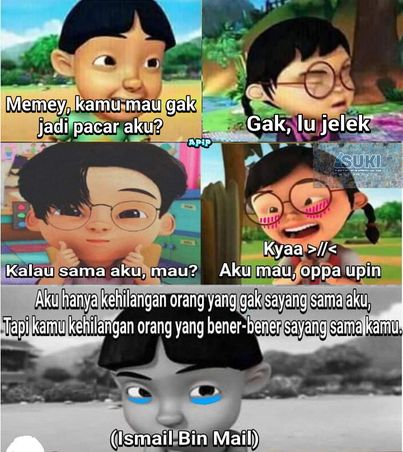 Memey, kamu mau gak
jadi pacar aku?
Gak, lu jelek
Apip
SUKI
Kalau sama aku, mau?
Kyaa >//<
Aku mau, oppa upin
Aku hanya kehilangan orang yang gak sayang sama aku,
Tapi kamu kehilangan orang yang bener-bener sayang sama kamu.
(Ismail Bin Mail)